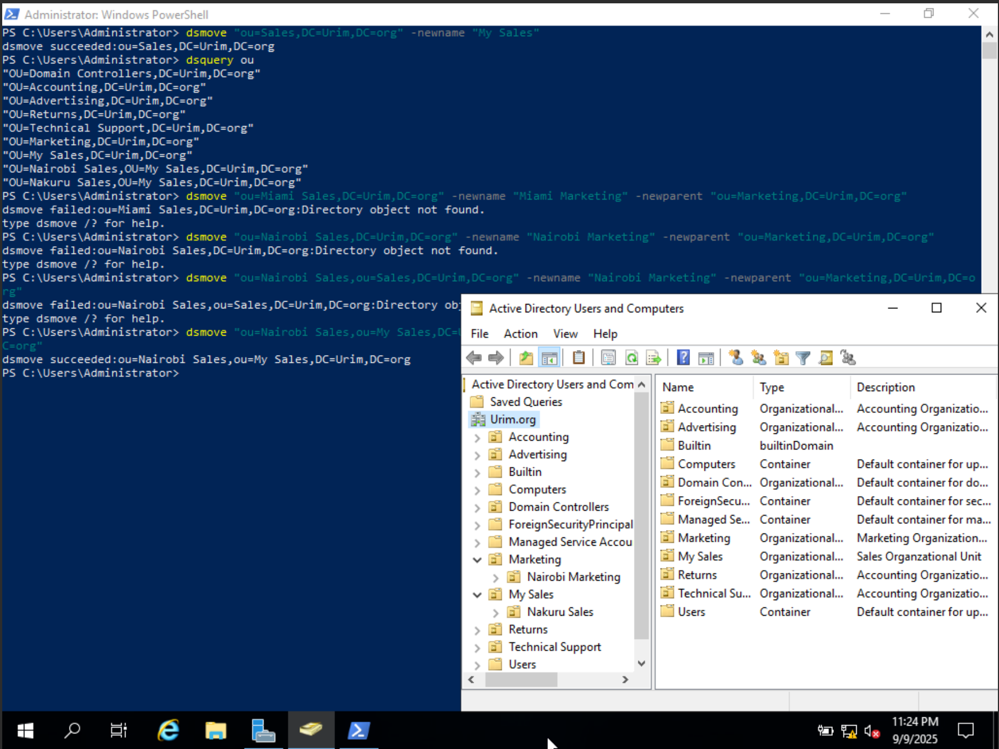 Administrator: Windows PowerShell
PS C:\Users\Administrator> dsmove "ou=Sales,DC=Urim,DC=org" -newname "My Sales"
dsmove succeeded:ou=Sales,DC=Urim,DC=org
PS C:\Users\Administrator> dsquery ou
"OU=Domain Controllers,DC=Urim,DC=org"
"OU=Accounting,DC=Urim,DC=org"
"OU=Advertising,DC=Urim,DC=org"
"OU=Returns,DC=Urim,DC=org"
"OU=Technical Support,DC=Urim,DC=org"
"OU=Marketing,DC=Urim,DC=org"
"OU=My Sales,DC=Urim,DC=org"
"OU=Nairobi Sales,OU=My Sales,DC=Urim,DC=org"
"OU=Nakuru Sales,OU=My Sales,DC=Urim,DC=org"
PS C:\Users\Administrator> dsmove "ou=Miami Sales,DC=Urim,DC=org" -newname "Miami Marketing" -newparent "ou=Marketing,DC=Urim,DC=org"
dsmove failed:ou=Miami Sales,DC=Urim,DC=org:Directory object not found.
type dsmove /? for help.
PS C:\Users\Administrator> dsmove "ou=Nairobi Sales,DC=Urim,DC=org" -newname "Nairobi Marketing" -newparent "ou=Marketing,DC=Urim,DC=org"
dsmove failed:ou=Nairobi Sales,DC=Urim,DC=org:Directory object not found.
type dsmove /? for help.
PS C:\Users\Administrator> dsmove "ou=Nairobi Sales,ou=Sales,DC=Urim,DC=org" -newname "Nairobi Marketing" -newparent "ou=Marketing,DC=Urim,DC=o
rg"
dsmove failed:ou=Nairobi Sales,ou=Sales,DC=Urim,DC=org:Directory ob
type dsmove /? for help.
PS C:\Users\Administrator> dsmove "ou=Nairobi Sales,ou=My Sales,DC=
C=org"
dsmove succeeded:ou=Nairobi Sales,ou=My Sales,DC=Urim,DC=org
PS C:\Users\Administrator>
Active Directory Users and Computers
File Action View Help
Active Directory Users and Com
Saved Queries
Urim.org
Accounting
Advertising
Builtin
Computers
Domain Controllers
ForeignSecurityPrincipal
Managed Service Accou
Marketing
Nairobi Marketing
My Sales
Nakuru Sales
Returns
Technical Support
Users
Name Type Description
Accounting Organizational... Accounting Organizatio...
Advertising Organizational... Accounting Organizatio...
Builtin builtinDomain
Computers Container Default container for up...
Domain Con... Organizational... Default container for do...
ForeignSecu... Container Default container for sec...
Managed Se... Container Default container for ma...
Marketing Organizational... Marketing Organization...
My Sales Organizational... Sales Organzational Unit
Returns Organizational... Accounting Organizatio...
Technical Su... Organizational... Accounting Organizatio...
Users Container Default container for up...
11:24 PM
9/9/2025